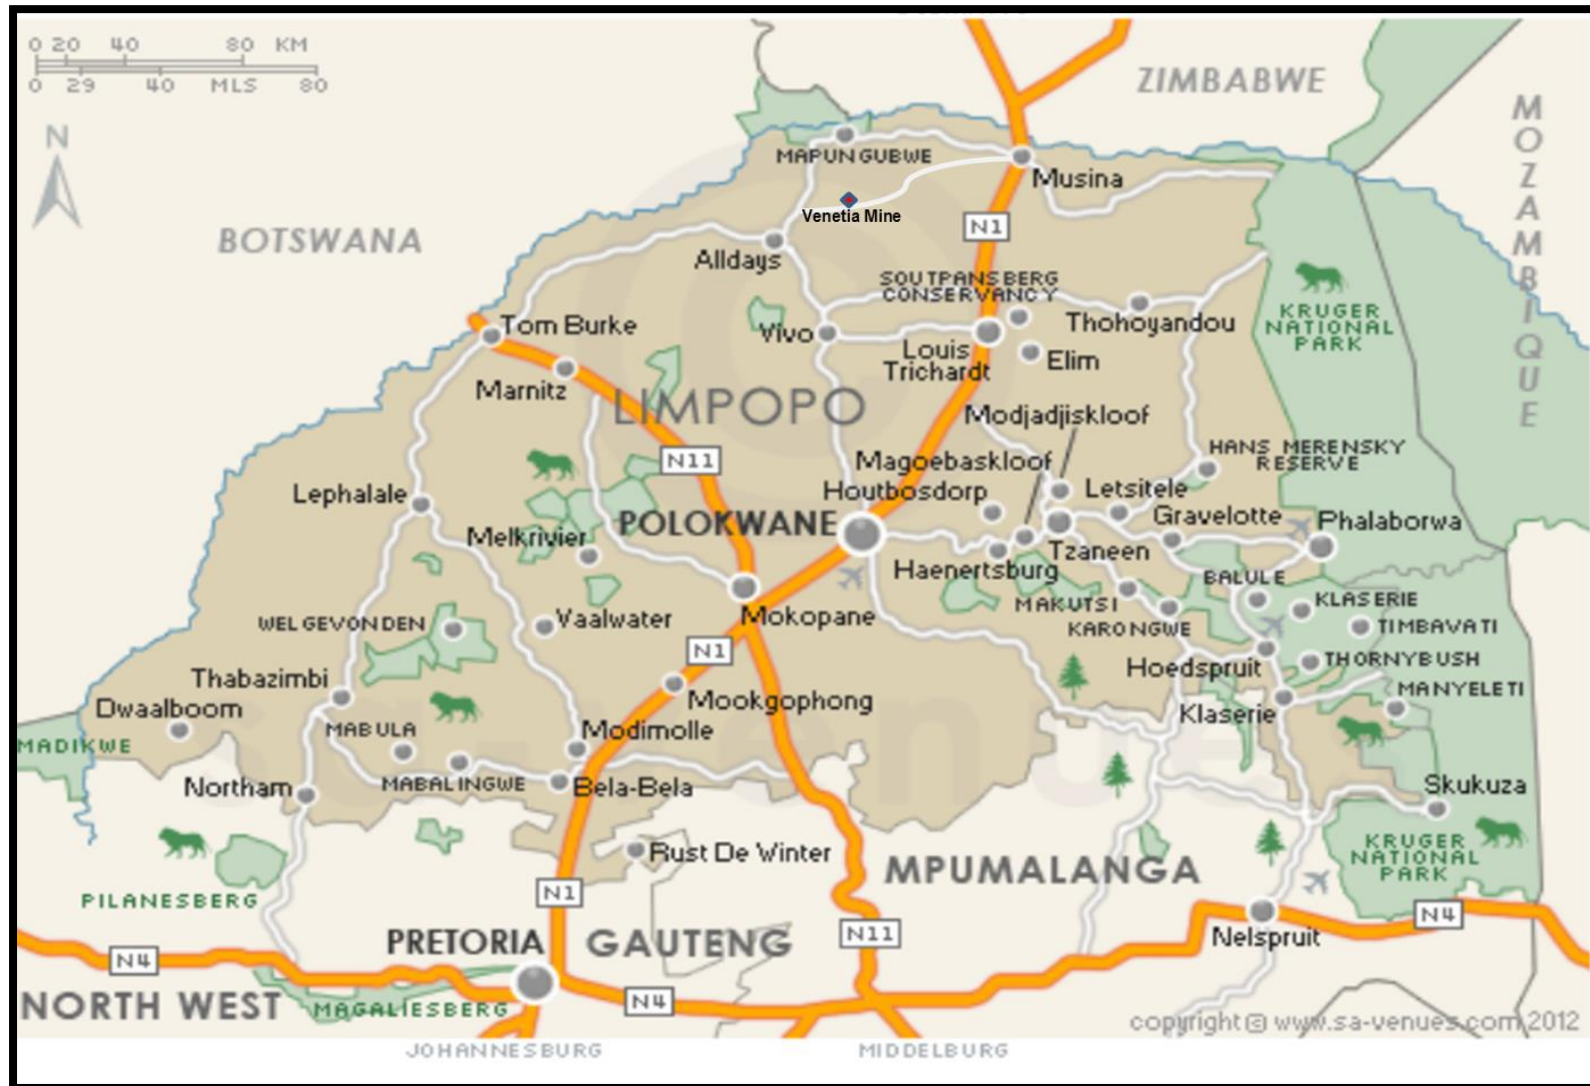 0 20 40 80 KM
0 29 40 MLS 80
N
ZIMBABWE
MOZAMBIQUE
BOTSWANA
MAPUNGUBWE
Musina
Venetia Mine
N1
Alldays
SOUTPANSBERG
CONSERVANCY
KRUGER
NATIONAL
PARK
Tom Burke
Vivo
Thohoyandou
Louis
Trichardt
Elim
Marnitz
LIMPOPO
Modjadjiskloof
N11
Magoebaskloof
HANS MERENSKY
RESERVE
Lephalale
Houtbosdorp
Letsitele
POLOKWANE
Gravelotte
Phalaborwa
Melkrivier
Tzaneen
Haenertsburg
BALULE
MAKUTSI
KLASERIE
WELGEVONDEN
Vaalwater
Mokopane
KARONGWE
TIMBAVATI
N1
Hoedspruit
THORNYBUSH
Thabazimbi
MANYELETI
Dwaalboom
Mookgophong
Klaserie
MABULA
Modimolle
MADIKWE
Northam
MABALINGWE
Bela-Bela
Skukuza
Rust De Winter
MPUMALANGA
KRUGER
NATIONAL
PARK
PILANESBERG
N1
N4
PRETORIA
GAUTENG
N11
Nelspruit
N4
NORTH WEST
MAGALIESBERG
N4
copyright © www.sa-venues.com 2012
JOHANNESBURG
MIDDELBURG